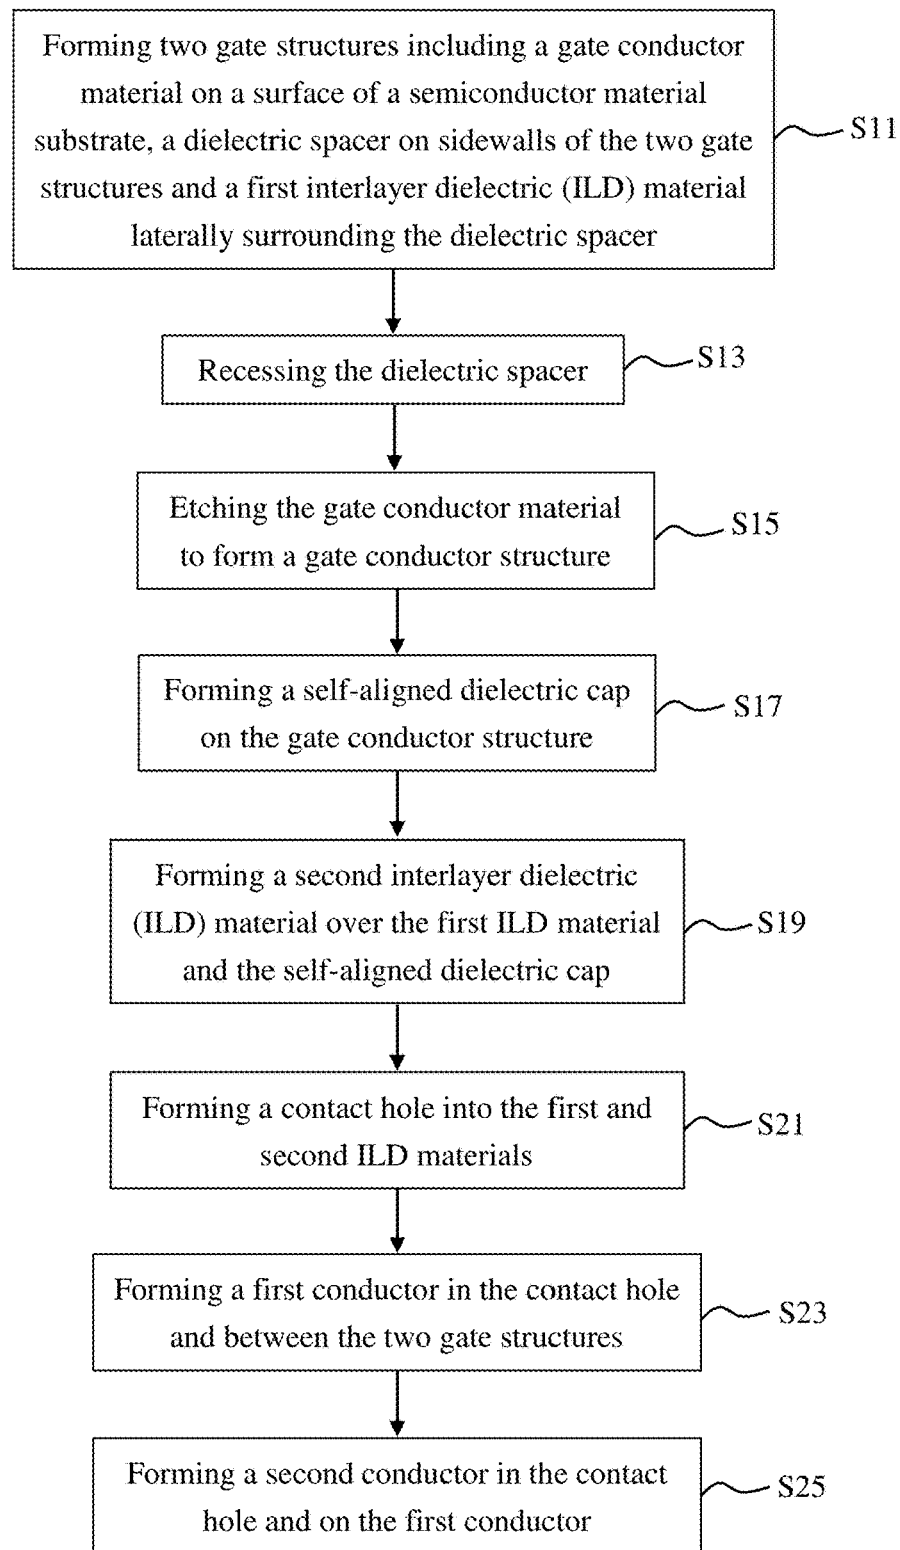 Forming two gate structures including a gate conductor
material on a surface of a semiconductor material
substrate, a dielectric spacer on sidewalls of the two gate
structures and a first interlayer dielectric (ILD) material
laterally surrounding the dielectric spacer
S11
Recessing the dielectric spacer
S13
Etching the gate conductor material
to form a gate conductor structure
S15
Forming a self-aligned dielectric cap
on the gate conductor structure
S17
Forming a second interlayer dielectric
(ILD) material over the first ILD material
and the self-aligned dielectric cap
S19
Forming a contact hole into the first and
second ILD materials
S21
Forming a first conductor in the contact hole
and between the two gate structures
S23
Forming a second conductor in the contact
hole and on the first conductor
S25